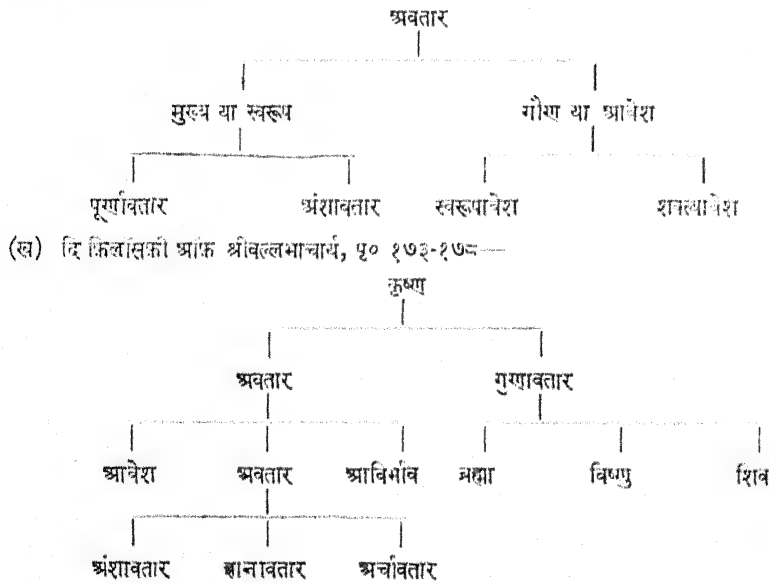 अवतार
मुख्य या स्वरूप गौण या आवेश
पूर्णावतार अंशावतार स्वरूपावेश शक्त्यावेश
(ख) दि फ़िलॉसफ़ी ऑफ़ श्रीवल्लभाचार्य, पृ० १७३-१७८—
कृष्ण
अवतार गुणावतार
आवेश अवतार आविर्भाव ब्रह्मा विष्णु शिव
अंशावतार ज्ञानावतार अर्चावतार